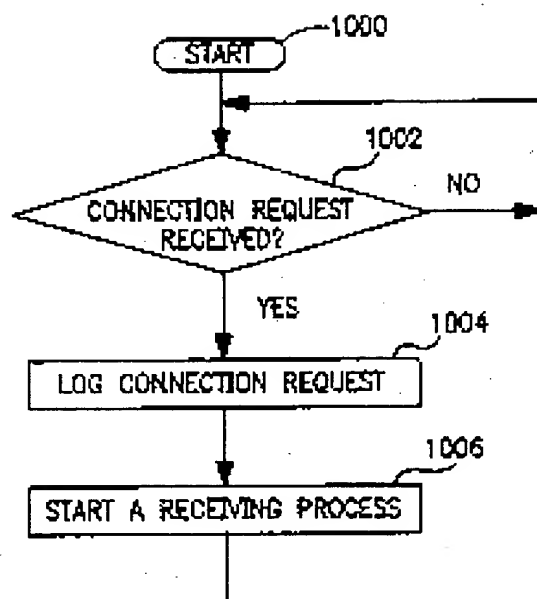 1000
START
1002
CONNECTION REQUEST
RECEIVED?
NO
YES
1004
LOG CONNECTION REQUEST
1006
START A RECEIVING PROCESS